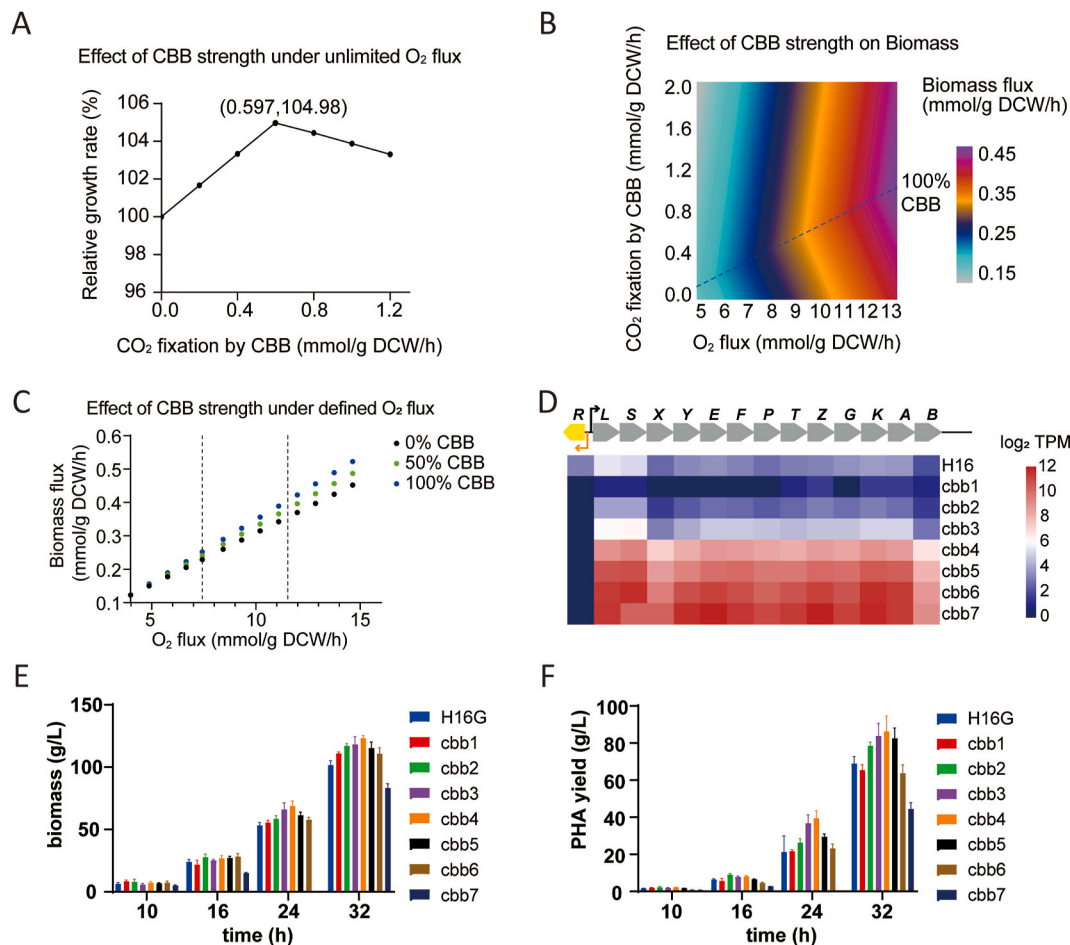 A
Effect of CBB strength under unlimited O₂ flux
(0.597,104.98)
Relative growth rate (%)
106
104
102
100
98
96
0.0 0.4 0.8 1.2
CO₂ fixation by CBB (mmol/g DCW/h)
B
Effect of CBB strength on Biomass
CO₂ fixation by CBB (mmol/g DCW/h)
2.0
1.6
1.2
0.8
0.4
0.0
5 6 7 8 9 10 11 12 13
O₂ flux (mmol/g DCW/h)
100%
CBB
Biomass flux
(mmol/g DCW/h)
0.45
0.35
0.25
0.15
C
Effect of CBB strength under defined O₂ flux
Biomass flux
(mmol/g DCW/h)
0.6
0.5
0.4
0.3
0.2
0.1
5 10 15
O₂ flux (mmol/g DCW/h)
0% CBB
50% CBB
100% CBB
D
R L S X Y E F P T Z G K A B
H16
cbb1
cbb2
cbb3
cbb4
cbb5
cbb6
cbb7
log₂ TPM
12
10
8
6
4
2
0
E
biomass (g/L)
150
100
50
0
10 16 24 32
time (h)
H16G
cbb1
cbb2
cbb3
cbb4
cbb5
cbb6
cbb7
F
PHA yield (g/L)
100
80
60
40
20
0
10 16 24 32
time (h)
H16G
cbb1
cbb2
cbb3
cbb4
cbb5
cbb6
cbb7